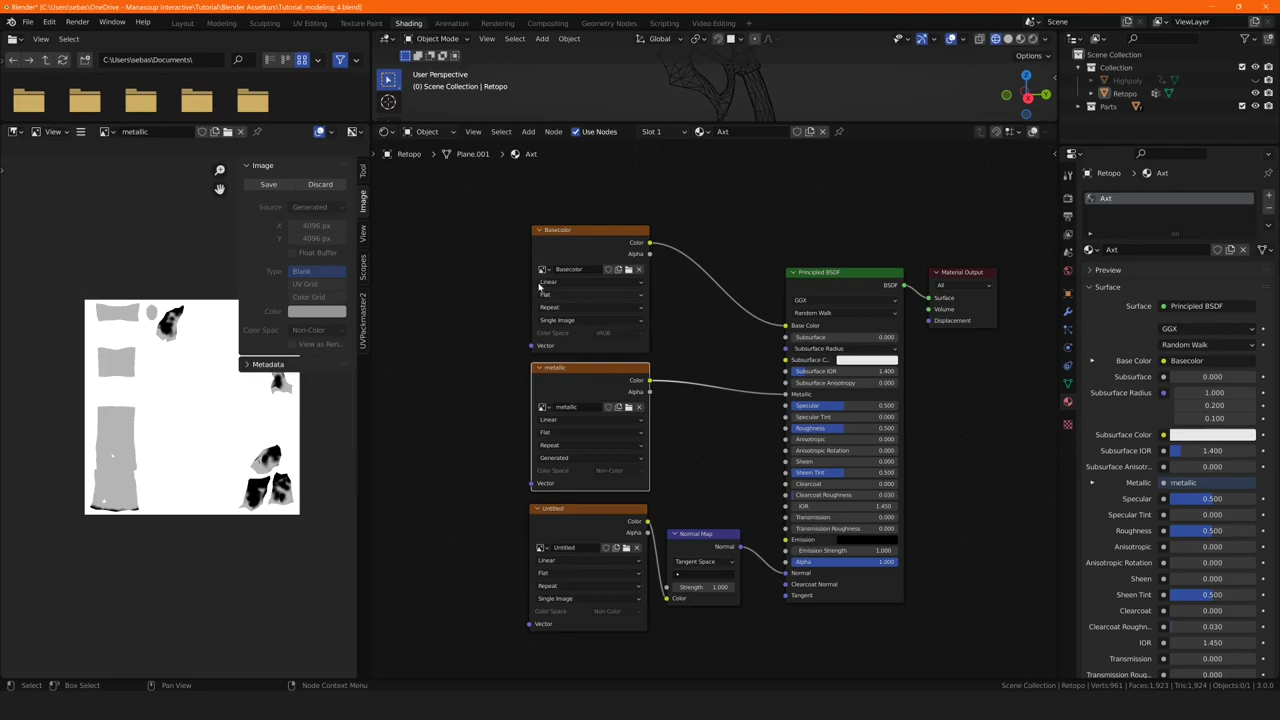 Blender* [C:\Users\sebas\OneDrive - Manasoup Interactive\Tutorial\Blender Assetkurs\Tutorial_modeling_4.blend]
File Edit Render Window Help Layout Modeling Sculpting UV Editing Texture Paint Shading Animation Rendering Compositing Geometry Nodes Scripting Video Editing Scene ViewLayer
View Select Object Mode View Select Add Object Global
C:\Users\sebas\Documents\ Options
User Perspective
(0) Scene Collection | Retopo
Scene Collection
Collection
Highpoly
Retopo
Parts
View metallic Object View Select Add Node Use Nodes Slot 1 Axt
Retopo > Plane.001 > Axt
Image
Save Discard
Source Generated
X 4096 px
Y 4096 px
Float Buffer
Type Blank
UV Grid
Color Grid
Color
Color Spac Non-Color
View as Ren...
Metadata
Tool
Image
View
Scopes
UVPackmaster2
Basecolor
Color
Alpha
Basecolor
Linear
Flat
Repeat
Single Image
Color Space sRGB
Vector
metallic
Color
Alpha
metallic
Linear
Flat
Repeat
Generated
Color Space Non-Color
Vector
Untitled
Color
Alpha
Untitled
Linear
Flat
Repeat
Single Image
Color Space Non-Color
Vector
Normal Map
Normal
Tangent Space
Strength 1.000
Color
Principled BSDF
BSDF
GGX
Random Walk
Base Color
Subsurface 0.000
Subsurface Radius
Subsurface C...
Subsurface IOR 1.400
Subsurface Anisotropy 0.000
Metallic
Specular 0.500
Specular Tint 0.000
Roughness 0.500
Anisotropic 0.000
Anisotropic Rotation 0.000
Sheen 0.000
Sheen Tint 0.500
Clearcoat 0.000
Clearcoat Roughness 0.030
IOR 1.450
Transmission 0.000
Transmission Roughness 0.000
Emission
Emission Strength 1.000
Alpha 1.000
Normal
Clearcoat Normal
Tangent
Material Output
All
Surface
Volume
Displacement
Retopo > Axt
Axt
Axt
Preview
Surface
Surface Principled BSDF
GGX
Random Walk
Base Color Basecolor
Subsurface 0.000
Subsurface Radius 1.000
0.200
0.100
Subsurface Color
Subsurface IOR 1.400
Subsurface Anisotr... 0.000
Metallic metallic
Specular 0.500
Specular Tint 0.000
Roughness 0.500
Anisotropic 0.000
Anisotropic Rotation 0.000
Sheen 0.000
Sheen Tint 0.500
Clearcoat 0.000
Clearcoat Roughn... 0.030
IOR 1.450
Transmission 0.000
Transmission Roug... 0.000
Select Box Select Pan View Node Context Menu Scene Collection | Retopo | Verts:961 | Faces:1,923 | Tris:1,924 | Objects:0/1 | 3.0.0